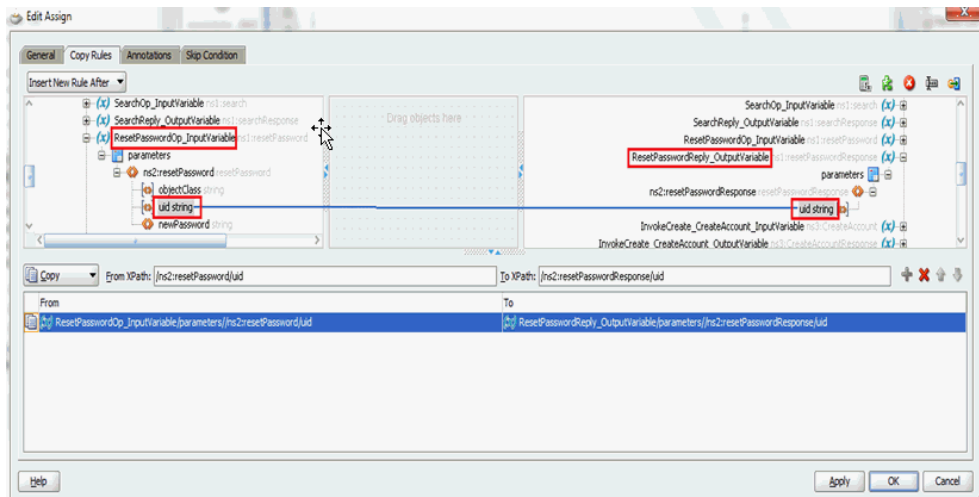 Edit Assign
General Copy Rules Annotations Skip Condition
Insert New Rule After
(x) SearchOp_InputVariable ns1:search
(x) SearchReply_OutputVariable ns1:searchResponse
(x) ResetPasswordOp_InputVariable ns1:resetPassword
parameters
ns2:resetPassword resetPassword
objectClass string
uid string
newPassword string
Drag objects here
SearchOp_InputVariable ns1:search (x)
SearchReply_OutputVariable ns1:searchResponse (x)
ResetPasswordOp_InputVariable ns1:resetPassword (x)
ResetPasswordReply_OutputVariable ns1:resetPasswordResponse (x)
parameters
ns2:resetPasswordResponse resetPasswordResponse
uid string
InvokeCreate_CreateAccount_InputVariable ns3:CreateAccount (x)
InvokeCreate_CreateAccount_OutputVariable ns3:CreateAccountResponse (x)
Copy From XPath: /ns2:resetPassword/uid To XPath: /ns2:resetPasswordResponse/uid
From To
ResetPasswordOp_InputVariable/parameters//ns2:resetPassword/uid ResetPasswordReply_OutputVariable/parameters//ns2:resetPasswordResponse/uid
Help Apply OK Cancel